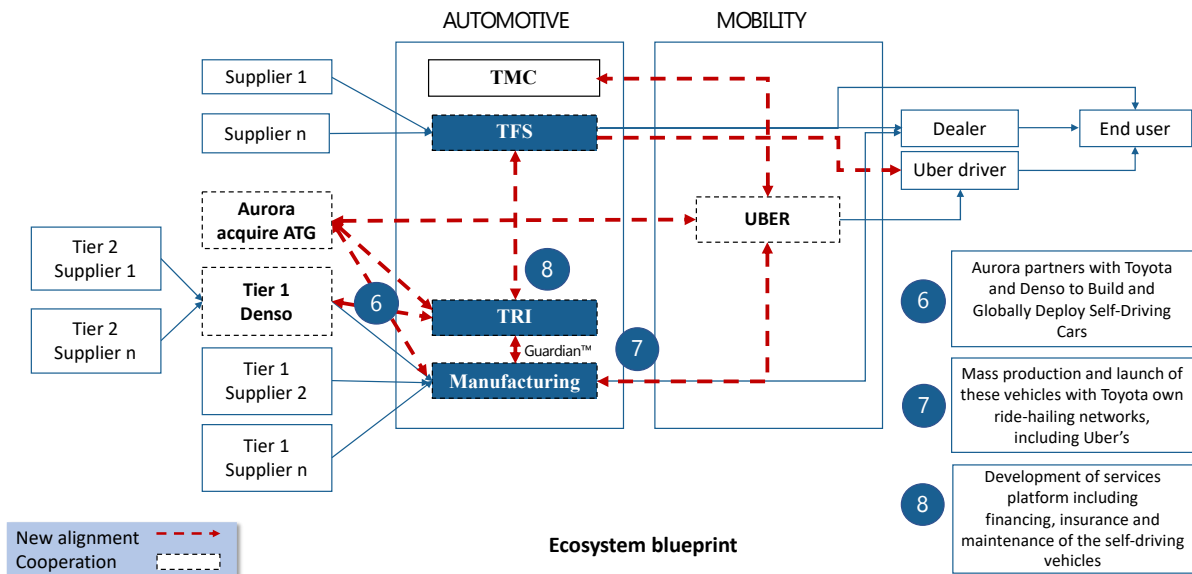 AUTOMOTIVE
MOBILITY
Supplier 1
TMC
Supplier n
TFS
Dealer
End user
Uber driver
Aurora
acquire ATG
UBER
Tier 2
Supplier 1
Tier 1
Denso
8
6
Aurora partners with Toyota
and Denso to Build and
Globally Deploy Self-Driving
Cars
6
TRI
Tier 2
Supplier n
Guardian™
7
Tier 1
Supplier 2
Manufacturing
7
Mass production and launch of
these vehicles with Toyota own
ride-hailing networks,
including Uber's
Tier 1
Supplier n
8
Development of services
platform including
financing, insurance and
maintenance of the self-driving
vehicles
New alignment
Cooperation
Ecosystem blueprint